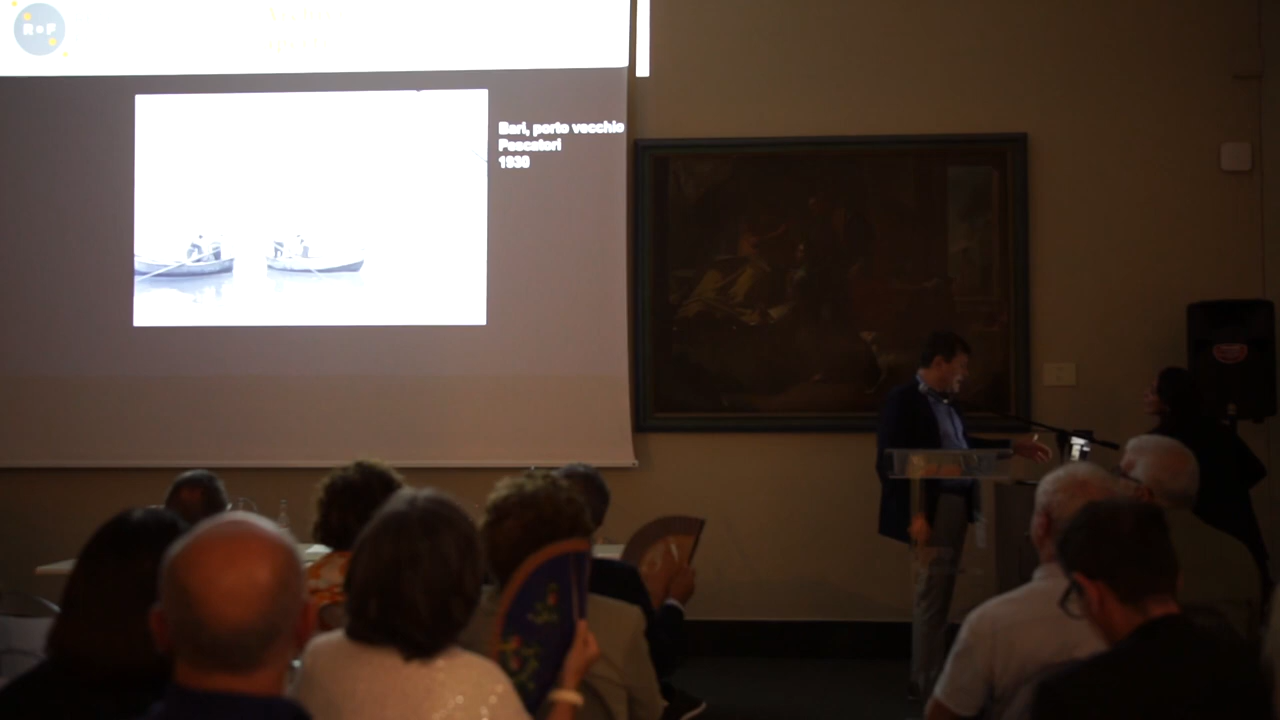 R•F
Bari, porto vecchio
Pescatori
1930